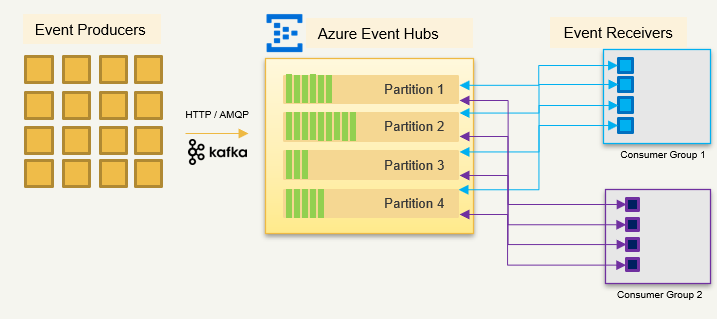 Event Producers
Azure Event Hubs
Event Receivers
HTTP / AMQP
kafka
Partition 1
Partition 2
Partition 3
Partition 4
Consumer Group 1
Consumer Group 2